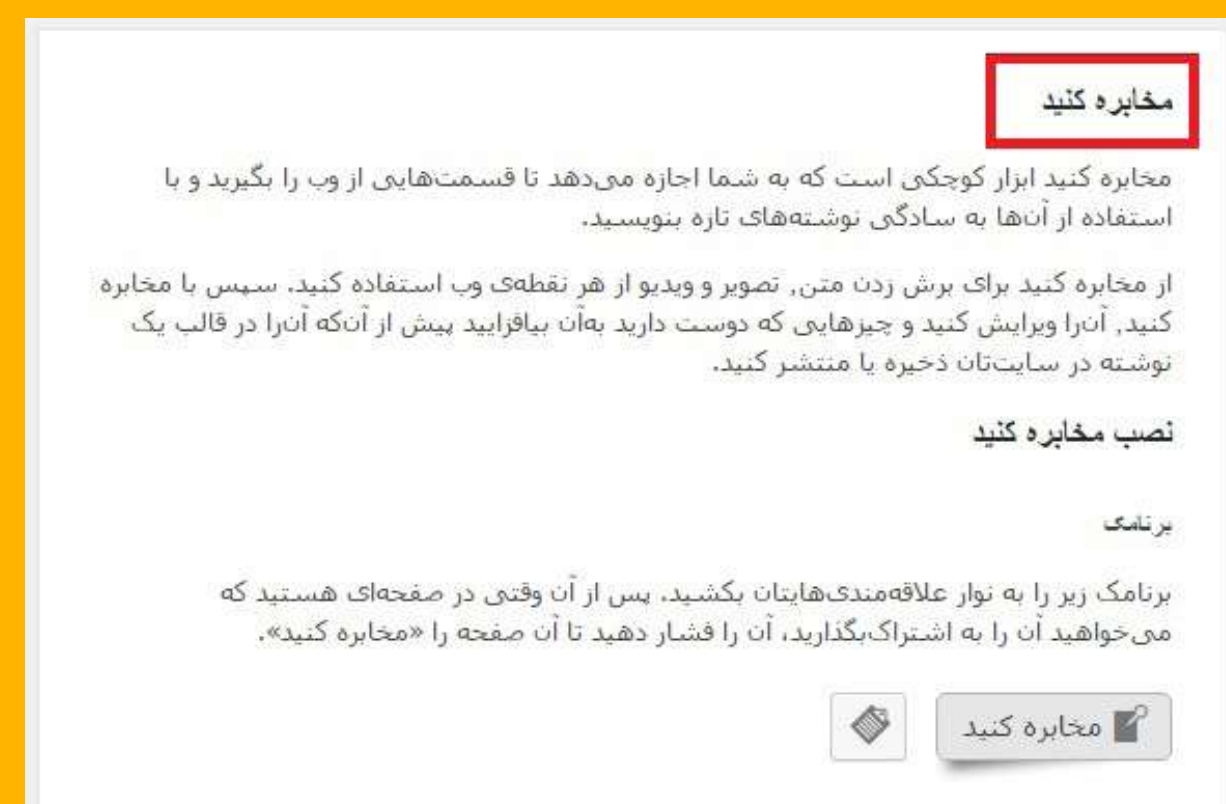 مخابره کنید
مخابره کنید ابزار کوچکی است که به شما اجازه می‌دهد تا قسمت‌هایی از وب را بگیرید و با
استفاده از آن‌ها به سادگی نوشته‌های تازه بنویسید.
از مخابره کنید برای برش زدن متن, تصویر و ویدیو از هر نقطه‌ی وب استفاده کنید. سپس با مخابره
کنید, آن‌را ویرایش کنید و چیزهایی که دوست دارید به‌آن بیافزایید پیش از آن‌که آن‌را در قالب یک
نوشته در سایت‌تان ذخیره یا منتشر کنید.
نصب مخابره کنید
برنامک
برنامک زیر را به نوار علاقه‌مندی‌هایتان بکشید. پس از آن وقتی در صفحه‌ای هستید که
می‌خواهید آن را به اشتراک‌بگذارید، آن را فشار دهید تا آن صفحه را «مخابره کنید».
مخابره کنید